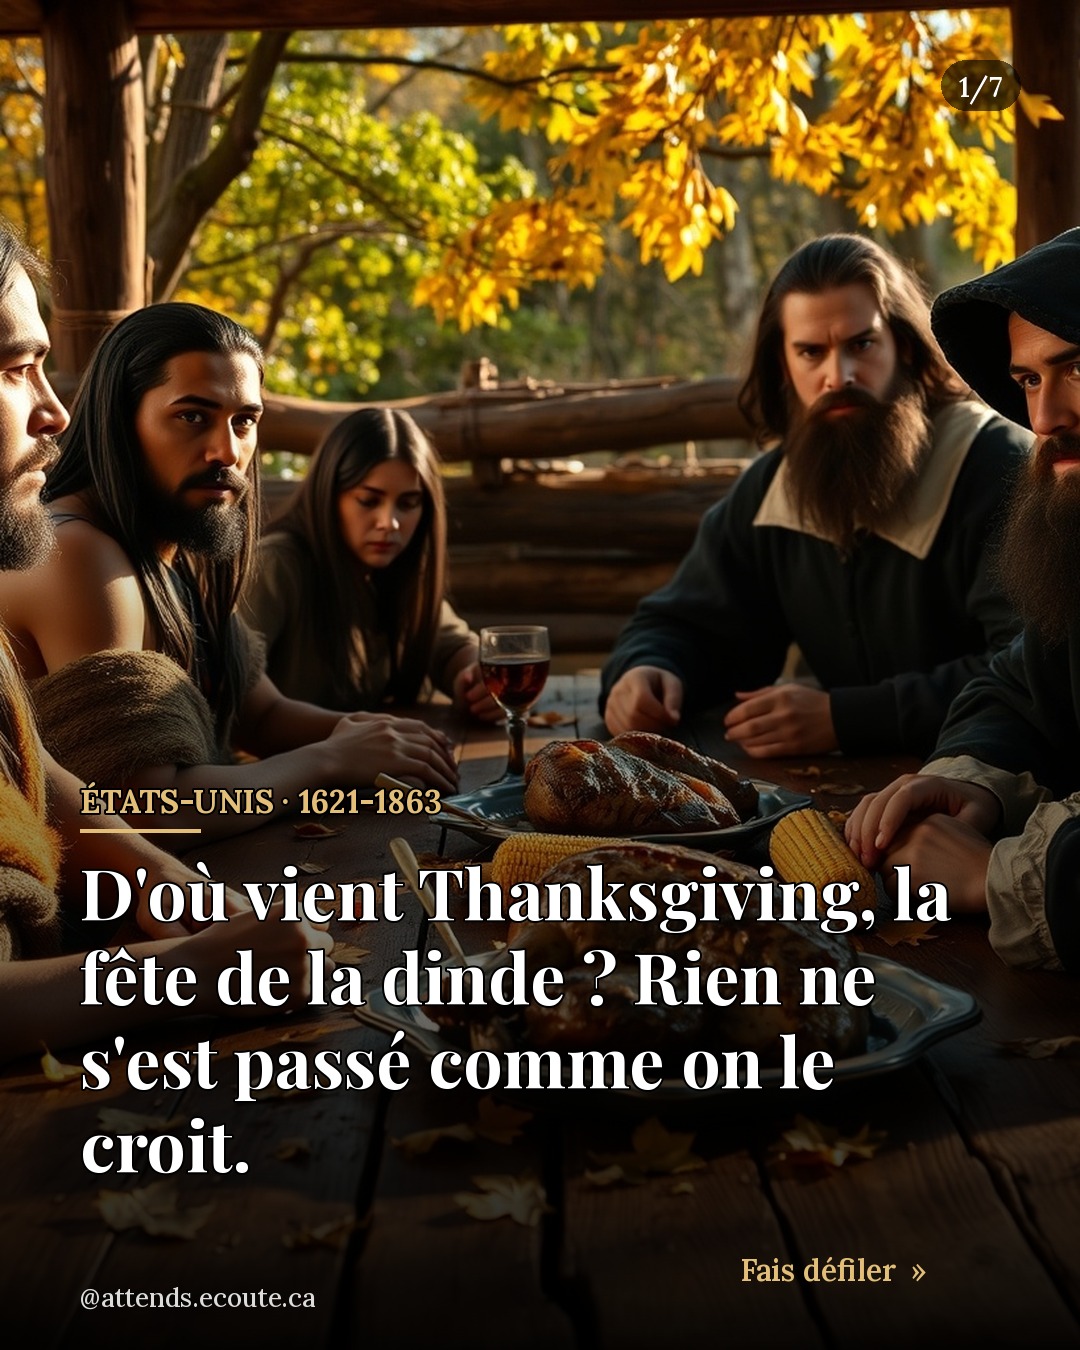 1/7
ÉTATS-UNIS · 1621-1863
D'où vient Thanksgiving, la
fête de la dinde ? Rien ne
s'est passé comme on le
croit.
Fais défiler »
@attends.ecoute.ca